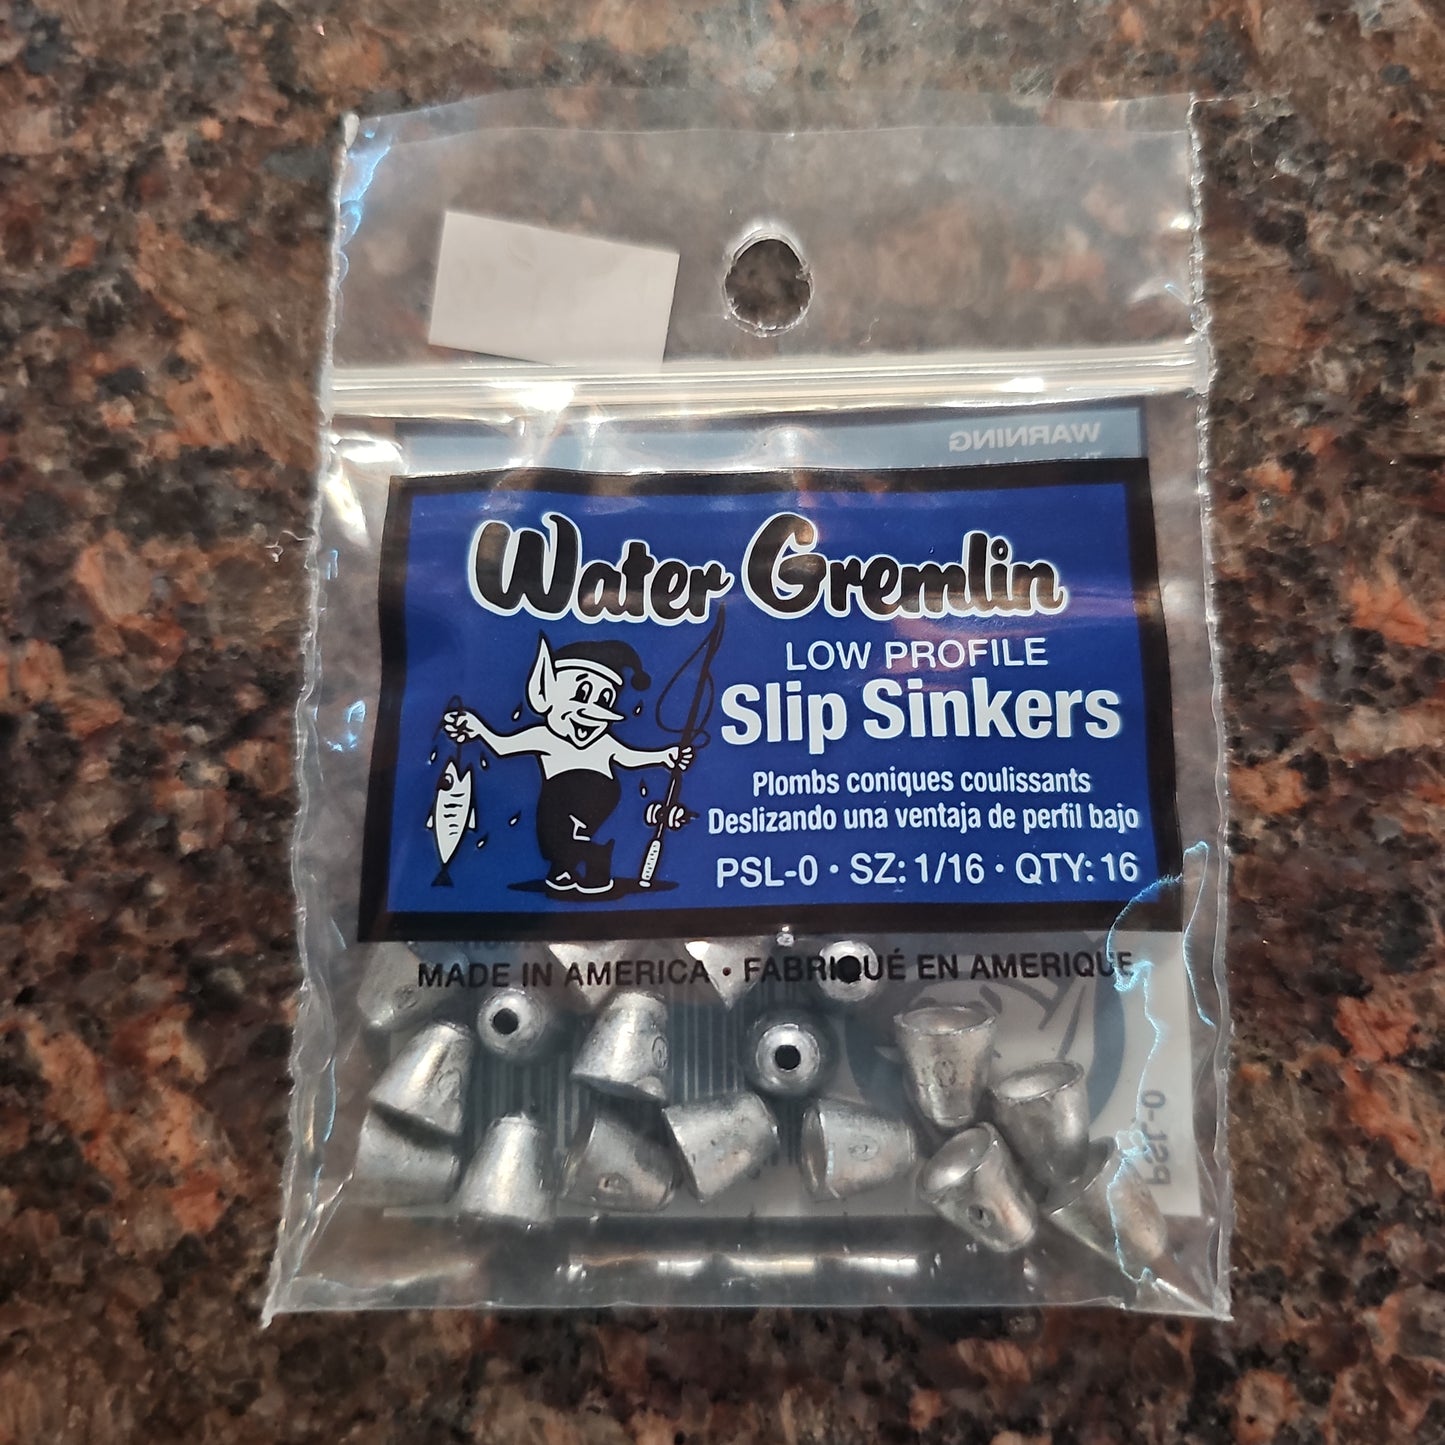 WARNING
Water Gremlin
LOW PROFILE
Slip Sinkers
Plombs coniques coulissants
Deslizando una ventaja de perfil bajo
PSL-0 • SZ: 1/16 • QTY: 16
MADE IN AMERICA • FABRIQUÉ EN AMERIQUE
PSL-0